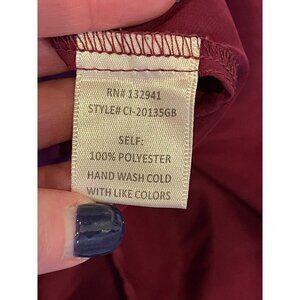 RN# 132941
STYLE# CI-20135GB
SELF:
100% POLYESTER
HAND WASH COLD
WITH LIKE COLORS